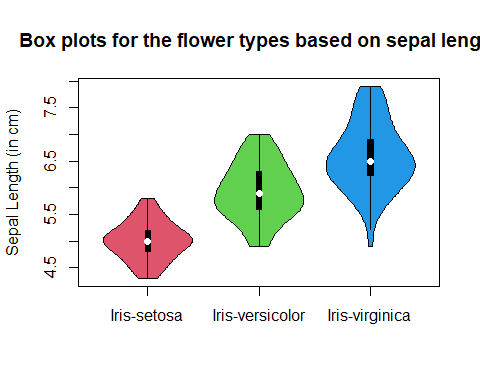 Box plots for the flower types based on sepal leng
Sepal Length (in cm)
7.5
6.5
5.5
4.5
Iris-setosa Iris-versicolor Iris-virginica